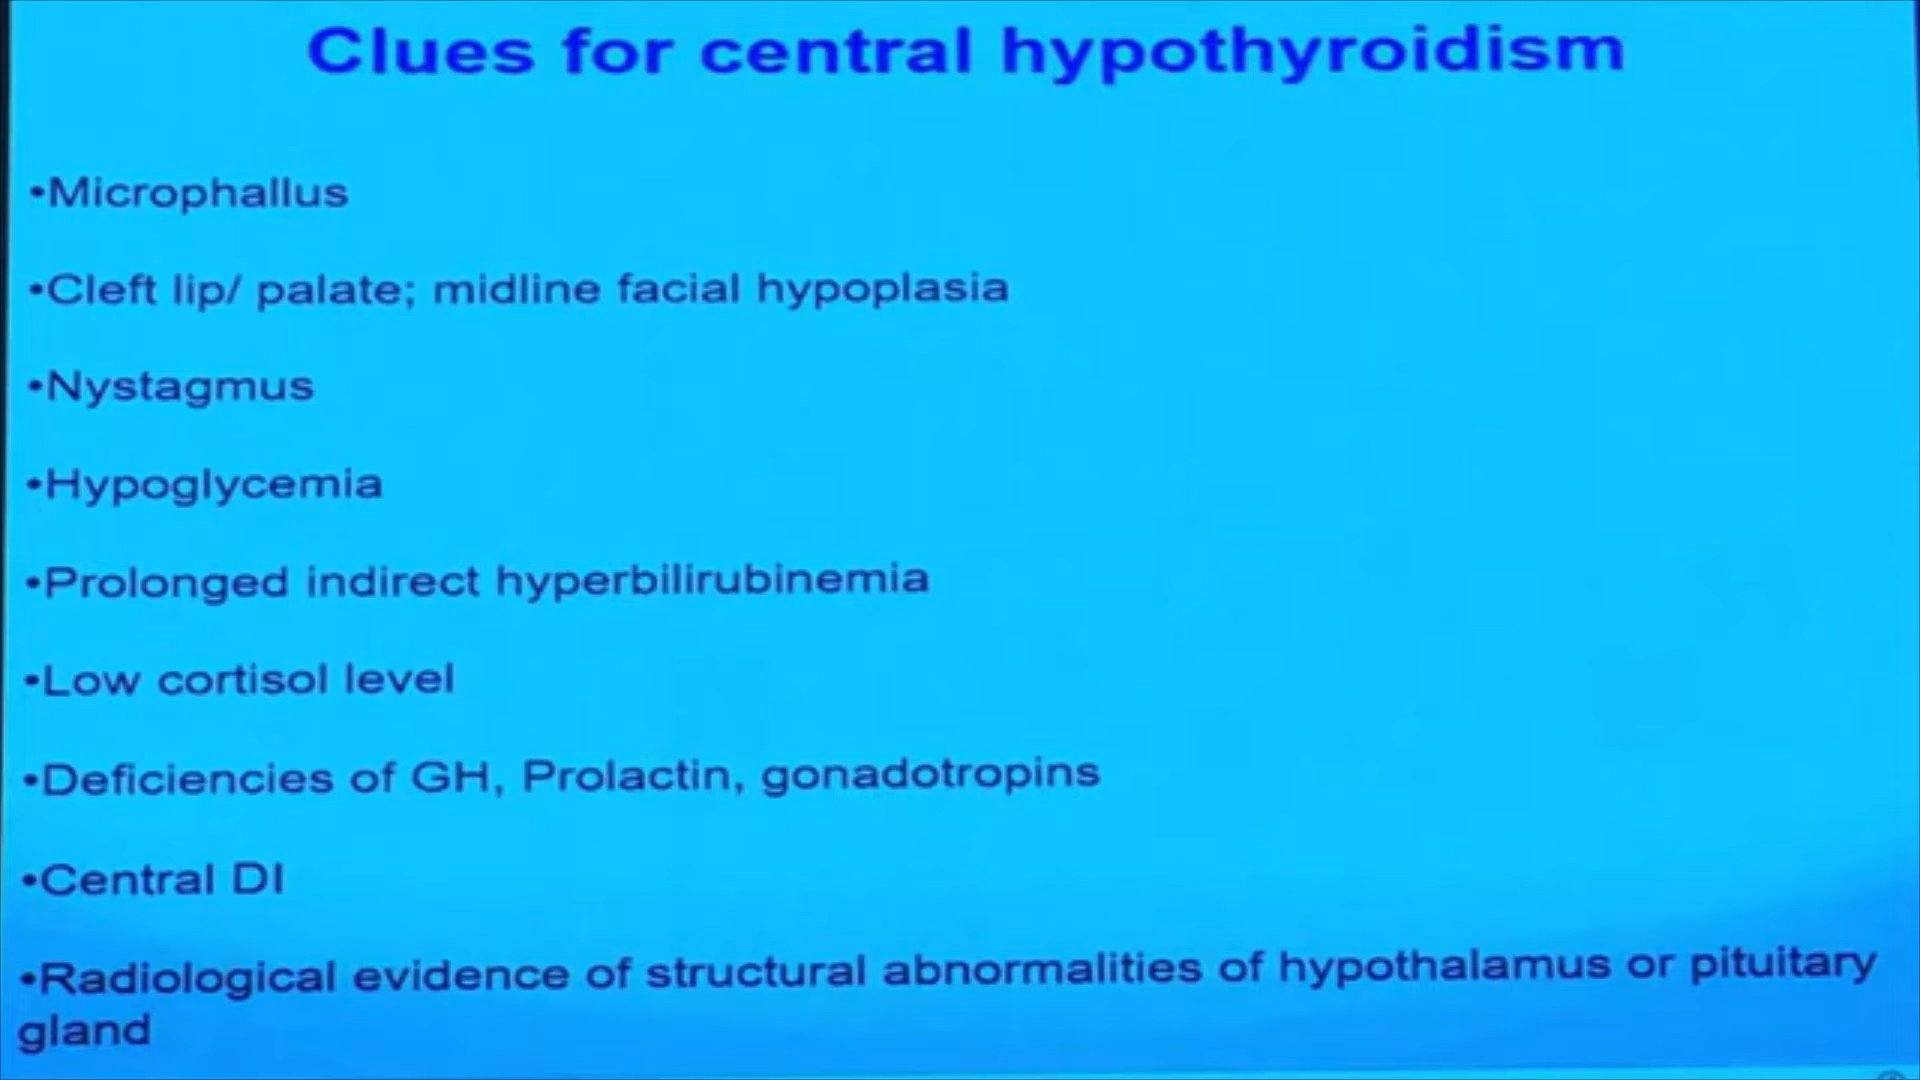 Clues for central hypothyroidism
•Microphallus
•Cleft lip/ palate; midline facial hypoplasia
•Nystagmus
•Hypoglycemia
•Prolonged indirect hyperbilirubinemia
•Low cortisol level
•Deficiencies of GH, Prolactin, gonadotropins
•Central DI
•Radiological evidence of structural abnormalities of hypothalamus or pituitary
gland